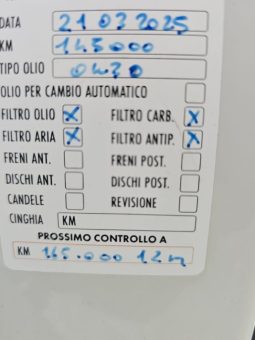 DATA 21 03 2025
KM 145000
TIPO OLIO 0W30
OLIO PER CAMBIO AUTOMATICO
FILTRO OLIO X FILTRO CARB. X
FILTRO ARIA X FILTRO ANTIP. X
FRENI ANT. FRENI POST.
DISCHI ANT. DISCHI POST.
CANDELE REVISIONE
CINGHIA KM
PROSSIMO CONTROLLO A
KM 165.000 12m